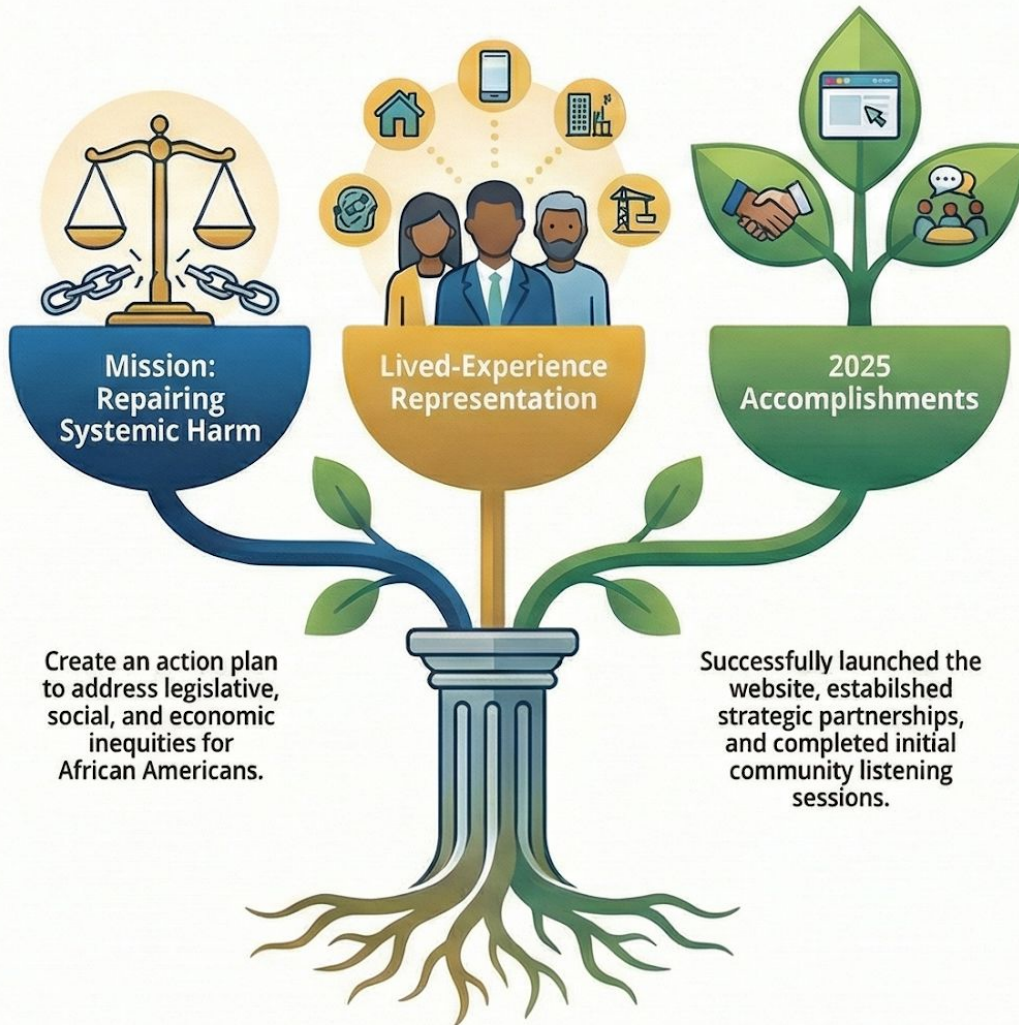 Mission:
Repairing
Systemic Harm
Lived-Experience
Representation
2025
Accomplishments
Create an action plan
to address legislative,
social, and economic
inequities for
African Americans.
Successfully launched the
website, estabilshed
strategic partnerships,
and completed initial
community listening
sessions.